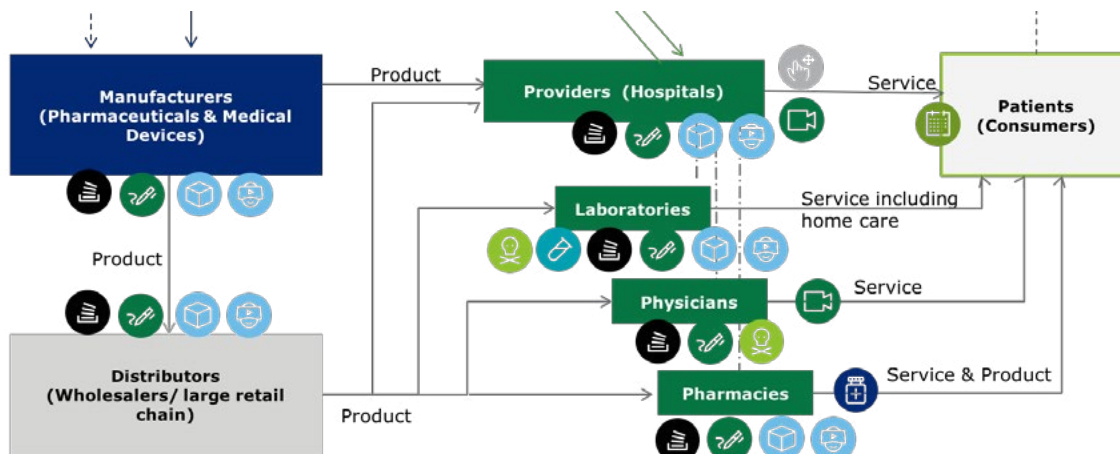 Manufacturers
(Pharmaceuticals & Medical
Devices)
Product
Providers (Hospitals)
Service
Patients
(Consumers)
Laboratories
Service including
home care
Product
Physicians
Service
Distributors
(Wholesalers/ large retail
chain)
Product
Pharmacies
Service & Product